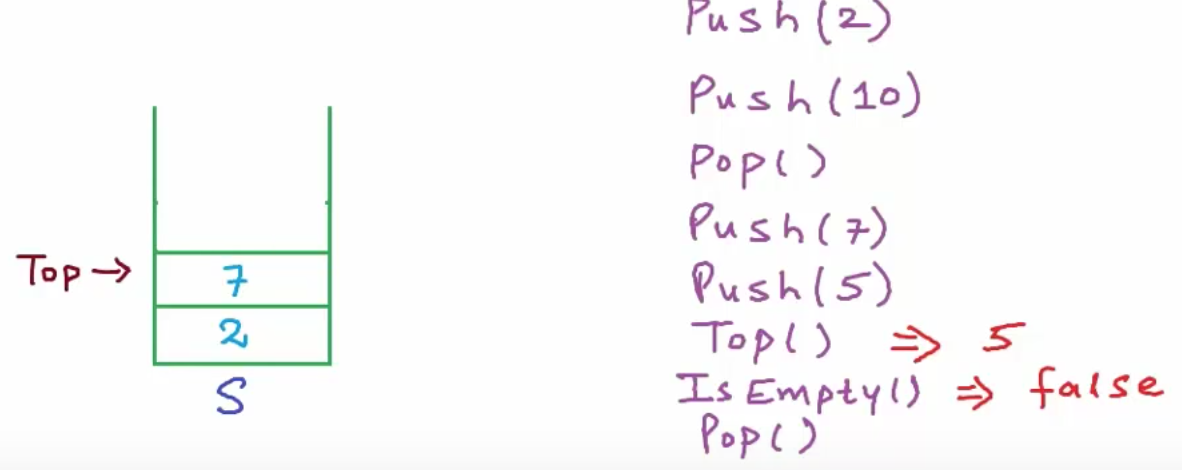 Push(2)
Push(10)
Pop()
Push(7)
Push(5)
Top() ⇒ 5
IsEmpty() ⇒ false
Pop()
Top →
7
2
S